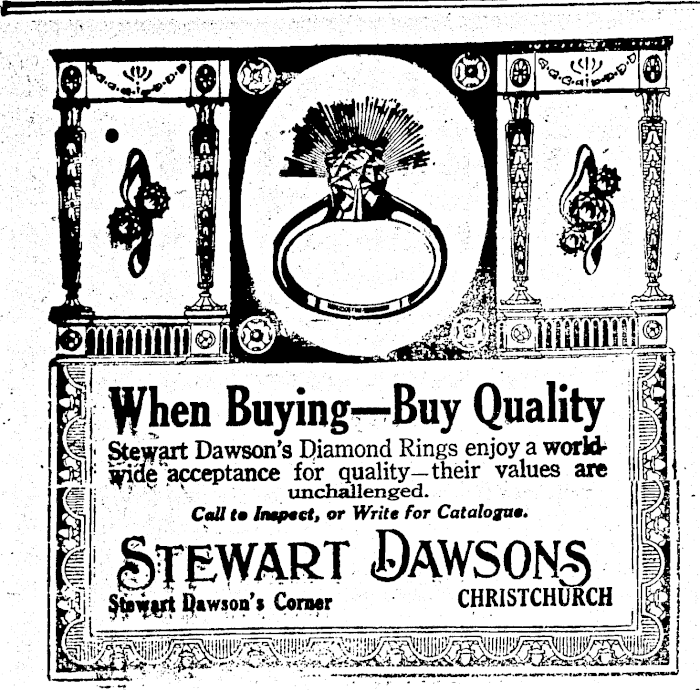 When Buying—Buy Quality
Stewart Dawson's Diamond Rings enjoy a world-
wide acceptance for quality—their values are
unchallenged.
Call to Inspect, or Write for Catalogue.
STEWART DAWSONS
Stewart Dawson's Corner CHRISTCHURCH